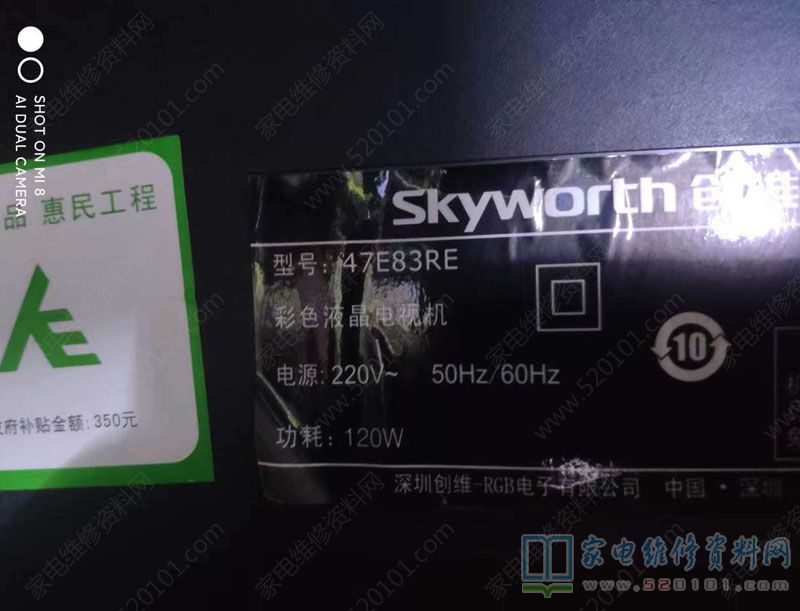 SHOT ON MI 8
AI DUAL CAMERA
品 惠民工程
府补贴金额:350元
Skyworth 创维
型号: 47E83RE
彩色液晶电视机
电源: 220V~ 50Hz/60Hz
10
功耗: 120W
深圳创维-RGB电子有限公司 中国·深圳
家电维修资料网
www.520101.com